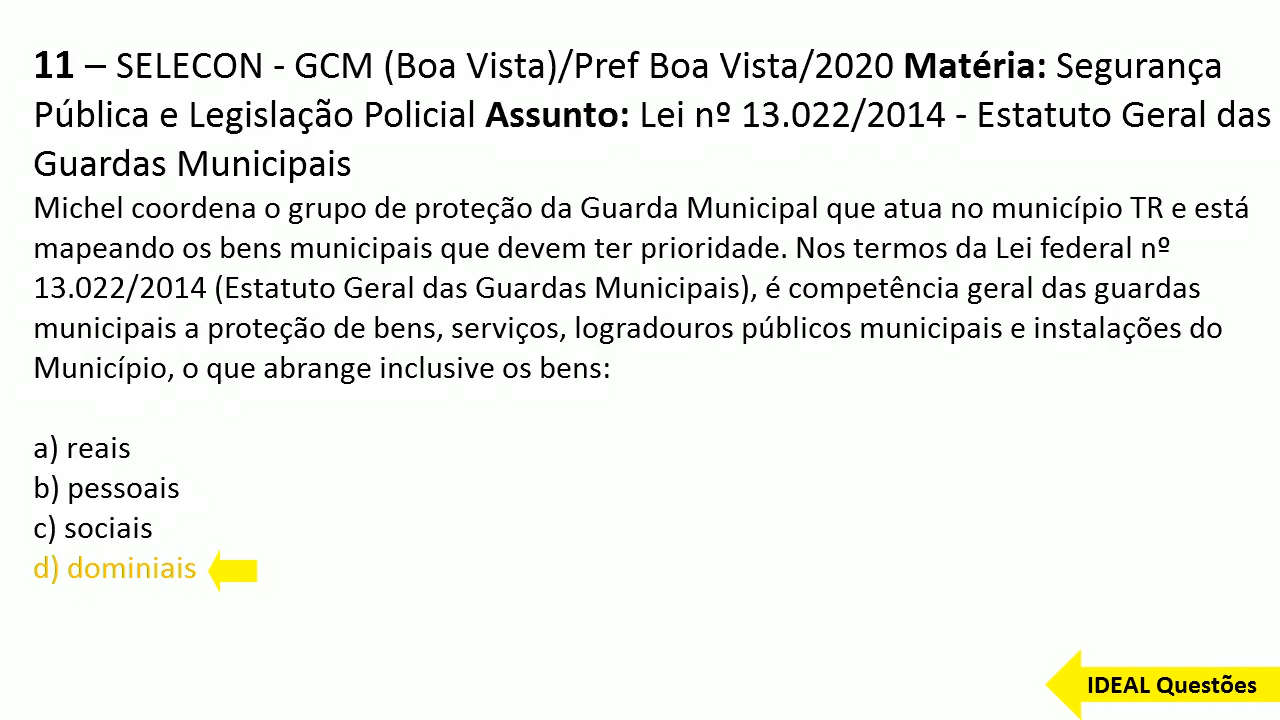 11 – SELECON - GCM (Boa Vista)/Pref Boa Vista/2020 Matéria: Segurança
Pública e Legislação Policial Assunto: Lei nº 13.022/2014 - Estatuto Geral das
Guardas Municipais
Michel coordena o grupo de proteção da Guarda Municipal que atua no município TR e está
mapeando os bens municipais que devem ter prioridade. Nos termos da Lei federal nº
13.022/2014 (Estatuto Geral das Guardas Municipais), é competência geral das guardas
municipais a proteção de bens, serviços, logradouros públicos municipais e instalações do
Município, o que abrange inclusive os bens:
a) reais
b) pessoais
c) sociais
d) dominiais
IDEAL Questões